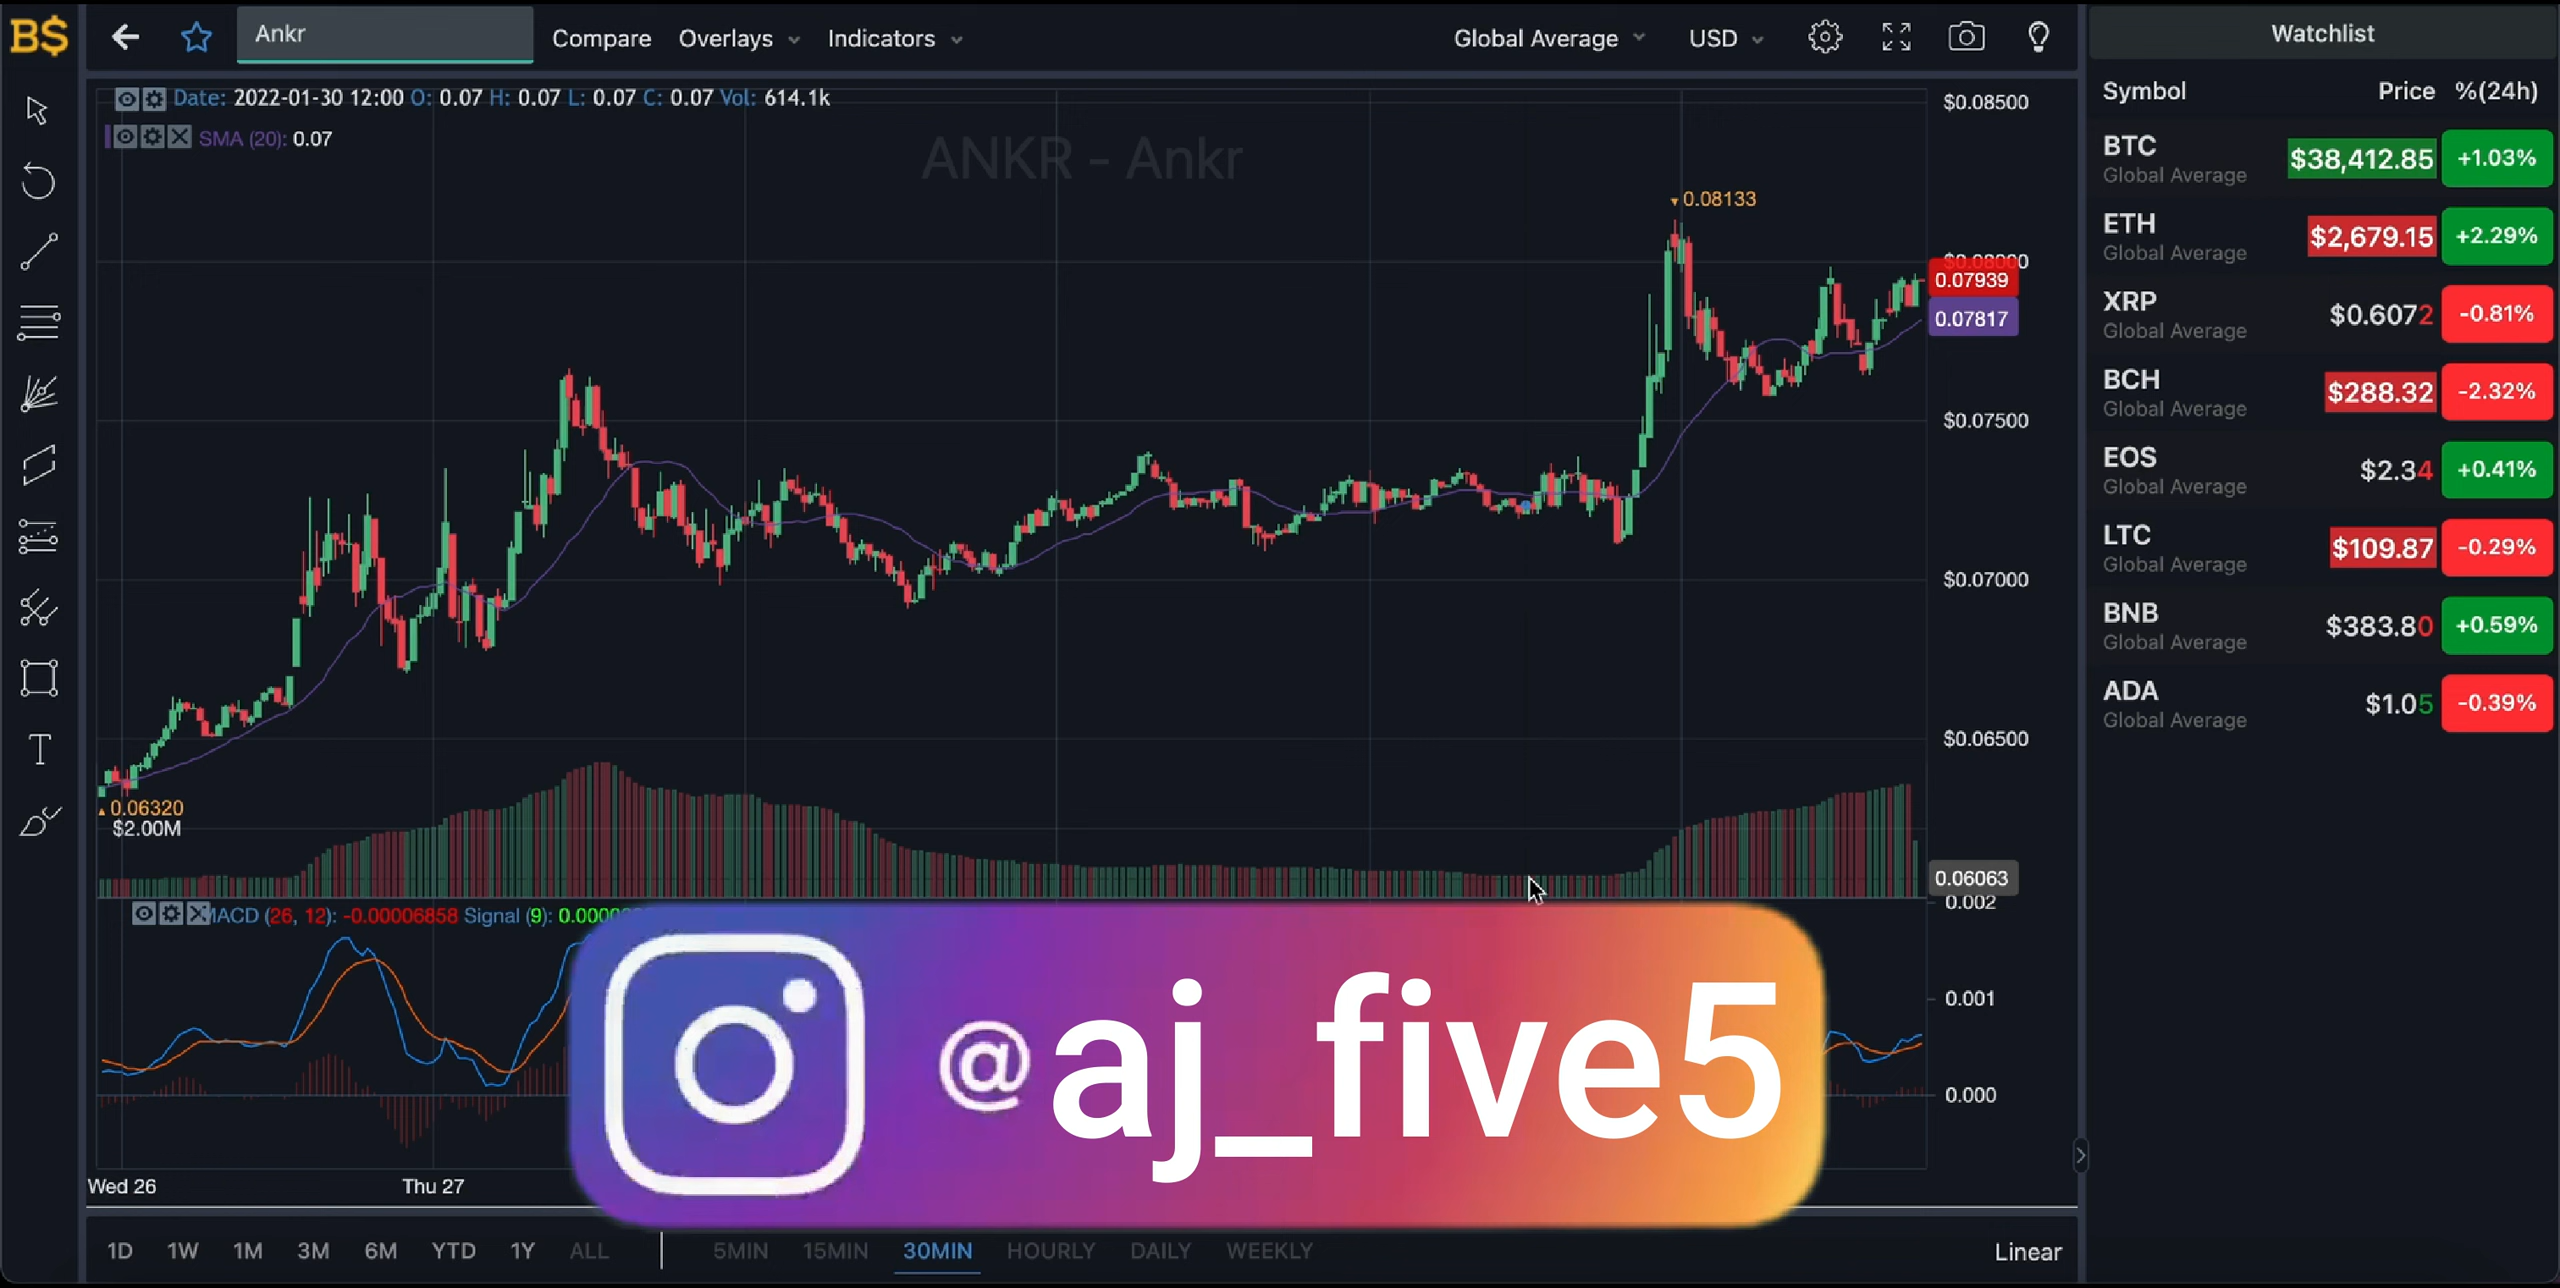 B$
Ankr
Compare Overlays Indicators
Global Average USD
Date: 2022-01-30 12:00 O: 0.07 H: 0.07 L: 0.07 C: 0.07 Vol: 614.1k
SMA (20): 0.07
ANKR - Ankr
0.08133
0.06320
$2.00M
$0.08500
0.07939
0.07817
$0.07500
$0.07000
$0.06500
0.06063
MACD (26, 12): -0.00006858 Signal (9):
0.002
0.001
0.000
@aj_five5
Wed 26 Thu 27
1D 1W 1M 3M 6M YTD 1Y ALL 5MIN 15MIN 30MIN HOURLY DAILY WEEKLY Linear
T
Watchlist
Symbol Price %(24h)
BTC $38,412.85 +1.03%
Global Average
ETH $2,679.15 +2.29%
Global Average
XRP $0.6072 -0.81%
Global Average
BCH $288.32 -2.32%
Global Average
EOS $2.34 +0.41%
Global Average
LTC $109.87 -0.29%
Global Average
BNB $383.80 +0.59%
Global Average
ADA $1.05 -0.39%
Global Average